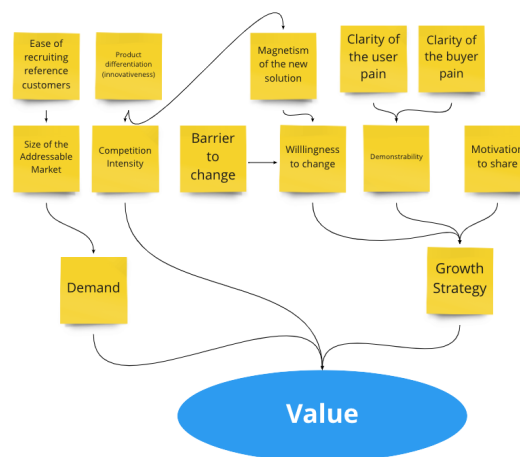 Ease of
recruiting
reference
customers
Product
differentiation
(innovativeness)
Magnetism
of the new
solution
Clarity of
the user
pain
Clarity of
the buyer
pain
Size of the
Addressable
Market
Competition
Intensity
Barrier
to
change
Willlingness
to change
Demonstrability
Motivation
to share
Demand
Growth
Strategy
Value